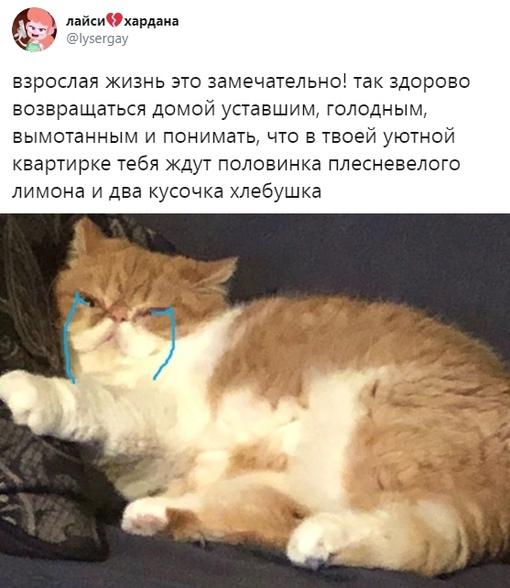 лайси💔хардана
@lysergay
взрослая жизнь это замечательно! так здорово
возвращаться домой уставшим, голодным,
вымотанным и понимать, что в твоей уютной
квартирке тебя ждут половинка плесневелого
лимона и два кусочка хлебушка